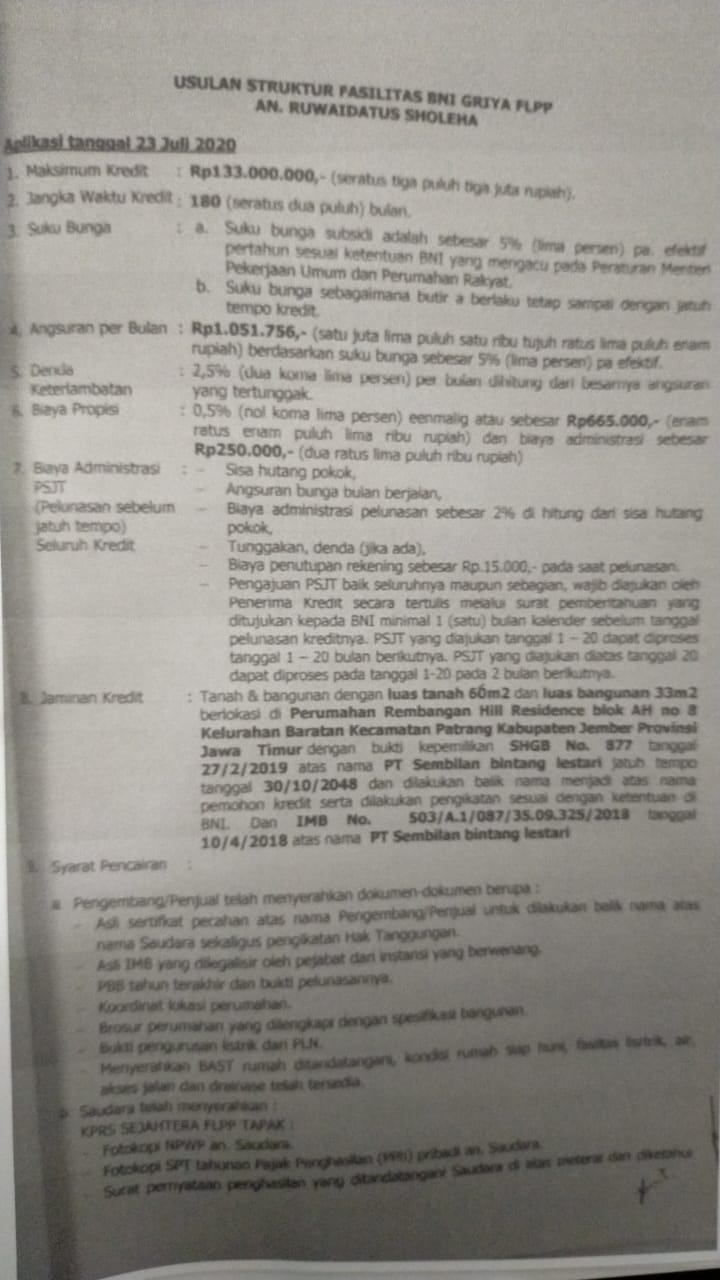 USULAN STRUKTUR FASILITAS BNI GRIYA FLPP
AN. RUWAIDATUS SHOLEHA
Aplikasi tanggal 23 Juli 2020
1. Maksimum Kredit : Rp133.000.000,- (seratus tiga puluh tiga juta rupiah).
2. Jangka Waktu Kredit : 180 (seratus dua puluh) bulan.
3. Suku Bunga : a. Suku bunga subsidi adalah sebesar 5% (lima persen) pa. efektif
pertahun sesuai ketentuan BNI yang mengacu pada Peraturan Menteri
Pekerjaan Umum dan Perumahan Rakyat.
b. Suku bunga sebagaimana butir a berlaku tetap sampai dengan jatuh
tempo kredit.
4. Angsuran per Bulan : Rp1.051.756,- (satu juta lima puluh satu ribu tujuh ratus lima puluh enam
rupiah) berdasarkan suku bunga sebesar 5% (lima persen) pa efektif.
5. Denda : 2,5% (dua koma lima persen) per bulan dihitung dari besarnya angsuran
Keterlambatan yang tertunggak.
6. Biaya Propisi : 0,5% (nol koma lima persen) eenmalig atau sebesar Rp665.000,- (enam
ratus enam puluh lima ribu rupiah) dan biaya administrasi sebesar
Rp250.000,- (dua ratus lima puluh ribu rupiah)
7. Biaya Administrasi : - Sisa hutang pokok,
PSJT - Angsuran bunga bulan berjalan,
(Pelunasan sebelum - Biaya administrasi pelunasan sebesar 2% di hitung dari sisa hutang
jatuh tempo) pokok,
Seluruh Kredit - Tunggakan, denda (jika ada),
- Biaya penutupan rekening sebesar Rp.15.000,- pada saat pelunasan.
- Pengajuan PSJT baik seluruhnya maupun sebagian, wajib diajukan oleh
Penerima Kredit secara tertulis melalui surat pemberitahuan yang
ditujukan kepada BNI minimal 1 (satu) bulan kalender sebelum tanggal
pelunasan kreditnya. PSJT yang diajukan tanggal 1 – 20 dapat diproses
tanggal 1 – 20 bulan berikutnya. PSJT yang diajukan diatas tanggal 20
dapat diproses pada tanggal 1-20 pada 2 bulan berikutnya.
8. Jaminan Kredit : Tanah & bangunan dengan luas tanah 60m2 dan luas bangunan 33m2
berlokasi di Perumahan Rembangan Hill Residence blok AH no 8
Kelurahan Baratan Kecamatan Patrang Kabupaten Jember Provinsi
Jawa Timur dengan bukti kepemilikan SHGB No. 877 tanggal
27/2/2019 atas nama PT Sembilan bintang lestari jatuh tempo
tanggal 30/10/2048 dan dilakukan balik nama menjadi atas nama
pemohon kredit serta dilakukan pengikatan sesuai dengan ketentuan di
BNI. Dan IMB No. 503/A.1/087/35.09.325/2018 tanggal
10/4/2018 atas nama PT Sembilan bintang lestari
9. Syarat Pencairan :
a. Pengembang/Penjual telah menyerahkan dokumen-dokumen berupa :
- Asli sertifkat pecahan atas nama Pengembang/Penjual untuk dilakukan balik nama atas
nama Saudara sekaligus pengikatan Hak Tanggungan.
- Asli IMB yang dilegalisir oleh pejabat dari instansi yang berwenang.
- PBB tahun terakhir dan bukti pelunasannya.
- Koordinat lokasi perumahan.
- Brosur perumahan yang dilengkapi dengan spesifikasi bangunan.
- Bukti pengurusan listrik dari PLN.
- Menyerahkan BAST rumah ditandatangani, kondisi rumah siap huni, fasiltas listrik, air,
akses jalan dan drainase telah tersedia.
b. Saudara telah menyerahkan :
KPRS SEJAHTERA FLPP TAPAK :
- Fotokopi NPWP an. Saudara.
- Fotokopi SPT tahunan Pajak Penghasilan (PPh) pribadi an. Saudara.
- Surat pernyataan penghasilan yang ditandatangani Saudara di atas meterai dan diketahui